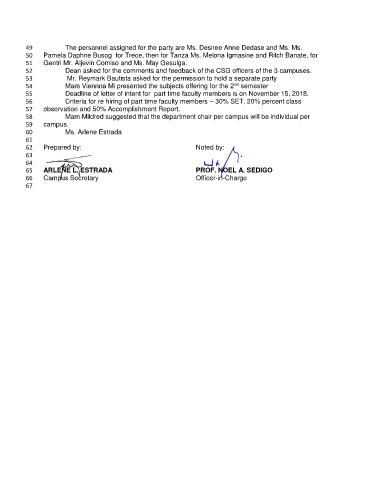 49 The personnel assigned for the party are Ms. Desiree Anne Dedase and Ms. Ms.
50 Pamela Daphne Busog for Trece, then for Tanza Ms. Melona Igmasine and Ritch Banate, for
51 Gentri Mr. Aljevin Comiso and Ms. May Gesulga.
52 Dean asked for the comments and feedback of the CSG officers of the 3 campuses.
53 Mr. Reymark Bautista asked for the permission to hold a separate party
54 Mam Vienna Mi presented the subjects offering for the 2nd semester
55 Deadline of letter of intent for part time faculty members is on November 15, 2018.
56 Criteria for re hiring of part time faculty members – 30% SET, 20% percent class
57 observation and 50% Accomplishment Report.
58 Mam Mildred suggested that the department chair per campus will be individual per
59 campus.
60 Ms. Arlene Estrada
61
62 Prepared by: Noted by:
63
64
65 ARLENE L. ESTRADA PROF. NOEL A. SEDIGO
66 Campus Secretary Officer-in-Charge
67